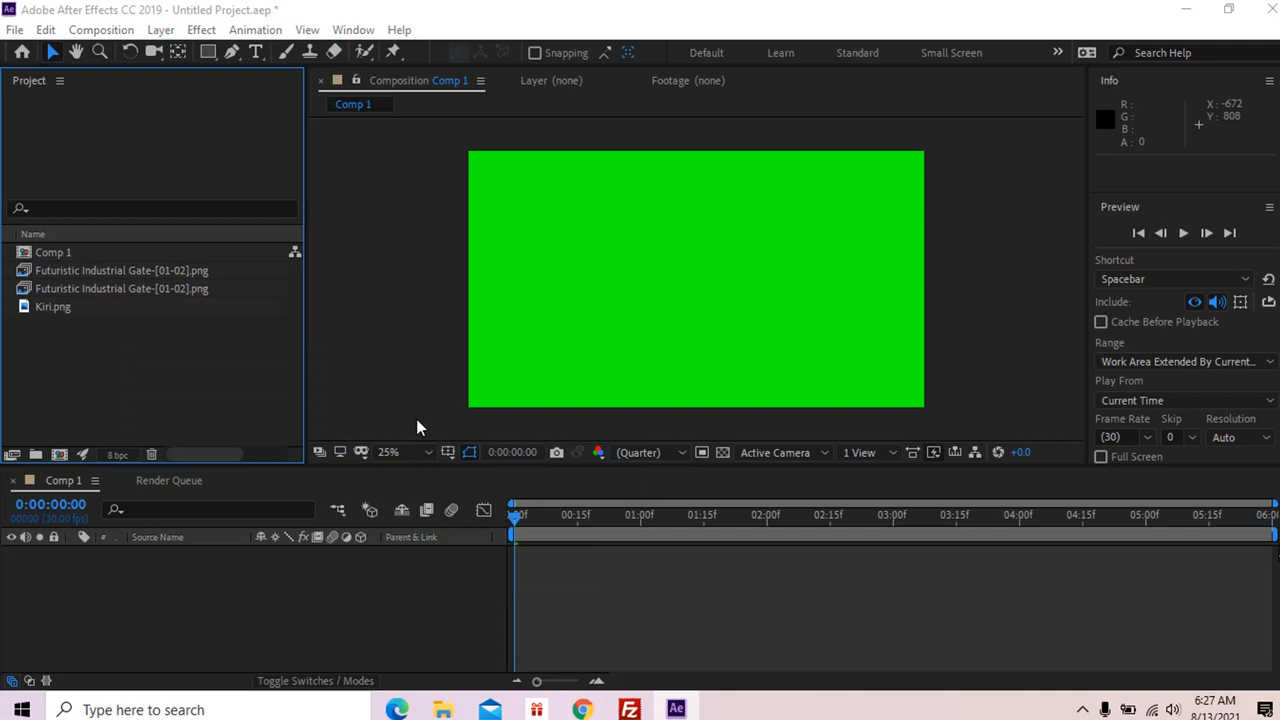 Adobe After Effects CC 2019 - Untitled Project.aep *
File Edit Composition Layer Effect Animation View Window Help
Snapping Default Learn Standard Small Screen Search Help
Project
Composition Comp 1 Layer (none) Footage (none)
Comp 1
Name
Comp 1
Futuristic Industrial Gate-[01-02].png
Futuristic Industrial Gate-[01-02].png
Kiri.png
8 bpc
25% 0:00:00:00 (Quarter) Active Camera 1 View +0.0
Info
R: X: -672
G: Y: 808
B:
A: 0
Preview
Shortcut
Spacebar
Include:
Cache Before Playback
Range
Work Area Extended By Current...
Play From
Current Time
Frame Rate Skip Resolution
(30) 0 Auto
Full Screen
Comp 1 Render Queue
0:00:00:00
00000 (30.00 fps)
:00f 00:15f 01:00f 01:15f 02:00f 02:15f 03:00f 03:15f 04:00f 04:15f 05:00f 05:15f 06:00
# Source Name Parent & Link
Toggle Switches / Modes
Type here to search
6:27 AM
8/13/2021